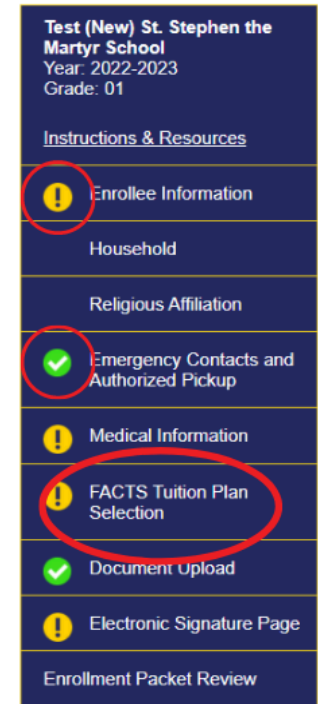 Test (New) St. Stephen the
Martyr School
Year: 2022-2023
Grade: 01
Instructions & Resources
Enrollee Information
Household
Religious Affiliation
Emergency Contacts and
Authorized Pickup
Medical Information
FACTS Tuition Plan
Selection
Document Upload
Electronic Signature Page
Enrollment Packet Review